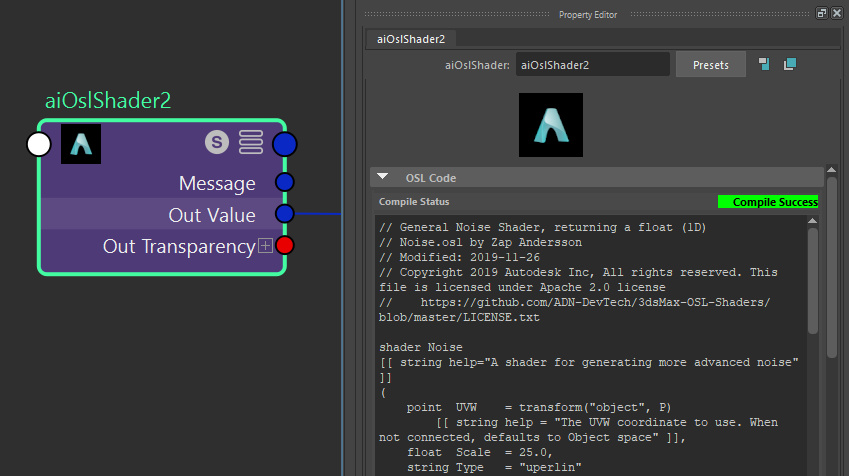 Property Editor
aiOslShader2
aiOslShader2
aiOslShader:
aiOslShader2
Presets
S
Message
Out Value
Out Transparency
OSL Code
Compile Status
Compile Success
// General Noise Shader, returning a float (1D)
// Noise.osl by Zap Andersson
// Modified: 2019-11-26
// Copyright 2019 Autodesk Inc, All rights reserved. This
file is licensed under Apache 2.0 license
//    https://github.com/ADN-DevTech/3dsMax-OSL-Shaders/
blob/master/LICENSE.txt
shader Noise
[[ string help="A shader for generating more advanced noise"
]]
(
    point  UVW    = transform("object", P)
        [[ string help = "The UVW coordinate to use. When
not connected, defaults to Object space" ]],
    float  Scale  = 25.0,
    string Type   = "uperlin"